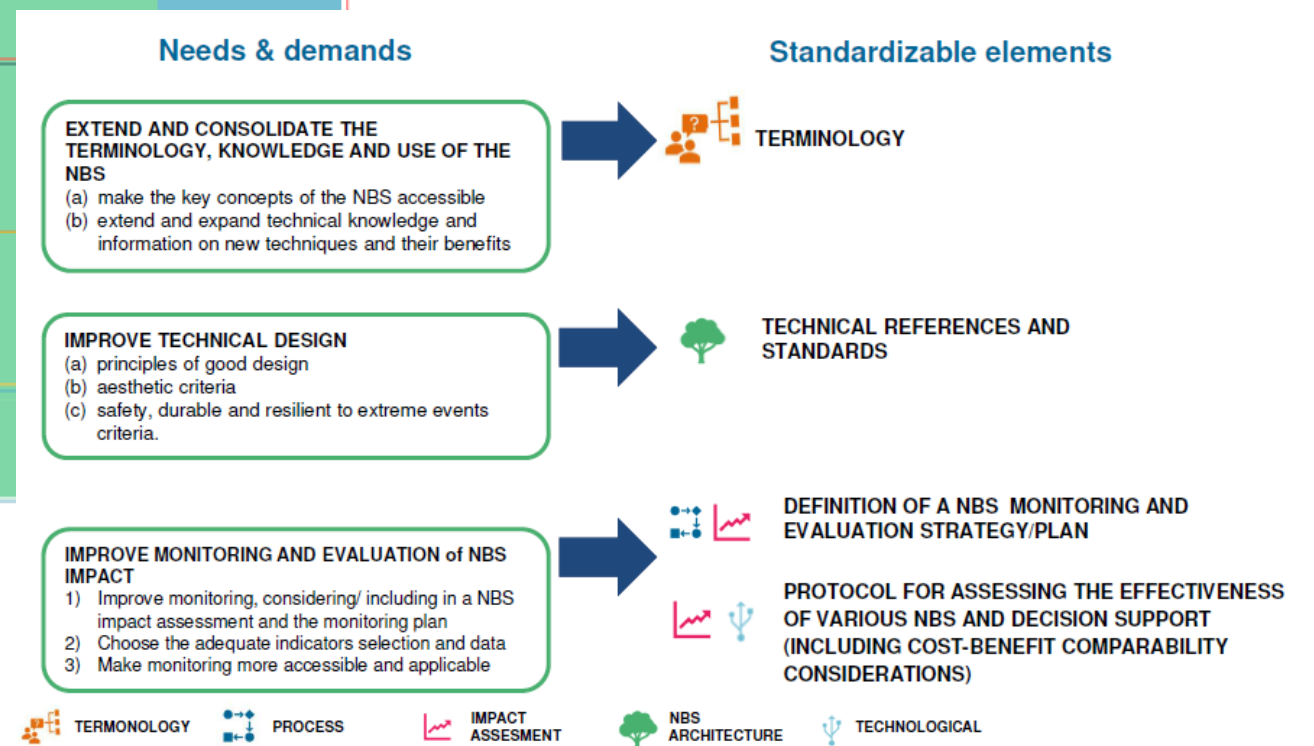 Needs & demands
Standardizable elements
EXTEND AND CONSOLIDATE THE
TERMINOLOGY, KNOWLEDGE AND USE OF THE
NBS
(a) make the key concepts of the NBS accessible
(b) extend and expand technical knowledge and
information on new techniques and their benefits
?
TERMINOLOGY
IMPROVE TECHNICAL DESIGN
(a) principles of good design
(b) aesthetic criteria
(c) safety, durable and resilient to extreme events
criteria.
TECHNICAL REFERENCES AND
STANDARDS
IMPROVE MONITORING AND EVALUATION of NBS
IMPACT
1) Improve monitoring, considering/ including in a NBS
impact assessment and the monitoring plan
2) Choose the adequate indicators selection and data
3) Make monitoring more accessible and applicable
DEFINITION OF A NBS MONITORING AND
EVALUATION STRATEGY/PLAN
PROTOCOL FOR ASSESSING THE EFFECTIVENESS
OF VARIOUS NBS AND DECISION SUPPORT
(INCLUDING COST-BENEFIT COMPARABILITY
CONSIDERATIONS)
?
TERMONOLOGY
PROCESS
IMPACT
ASSESMENT
NBS
ARCHITECTURE
TECHNOLOGICAL